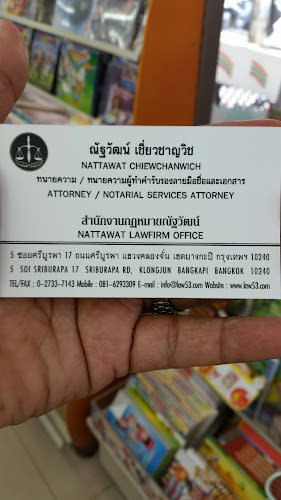 ณัฐวัฒน์ เชี่ยวชาญวิช
NATTAWAT CHIEWCHANWICH
ทนายความ / ทนายความผู้ทำคำรับรองลายมือชื่อและเอกสาร
ATTORNEY / NOTARIAL SERVICES ATTORNEY
สำนักงานกฎหมายณัฐวัฒน์
NATTAWAT LAWFIRM OFFICE
5 ซอยศรีบูรพา 17 ถนนศรีบูรพา แขวงคลองจั่น เขตบางกะปิ กรุงเทพฯ 10240
5 SOI SRIBURAPA 17 SRIBURAPA RD, KLONGJUN BANGKAPI BANGKOK 10240
TEL/FAX : 0-2733-7143 Mobile : 081-6293309 E-mail : info@law53.com Website : www.law53.com